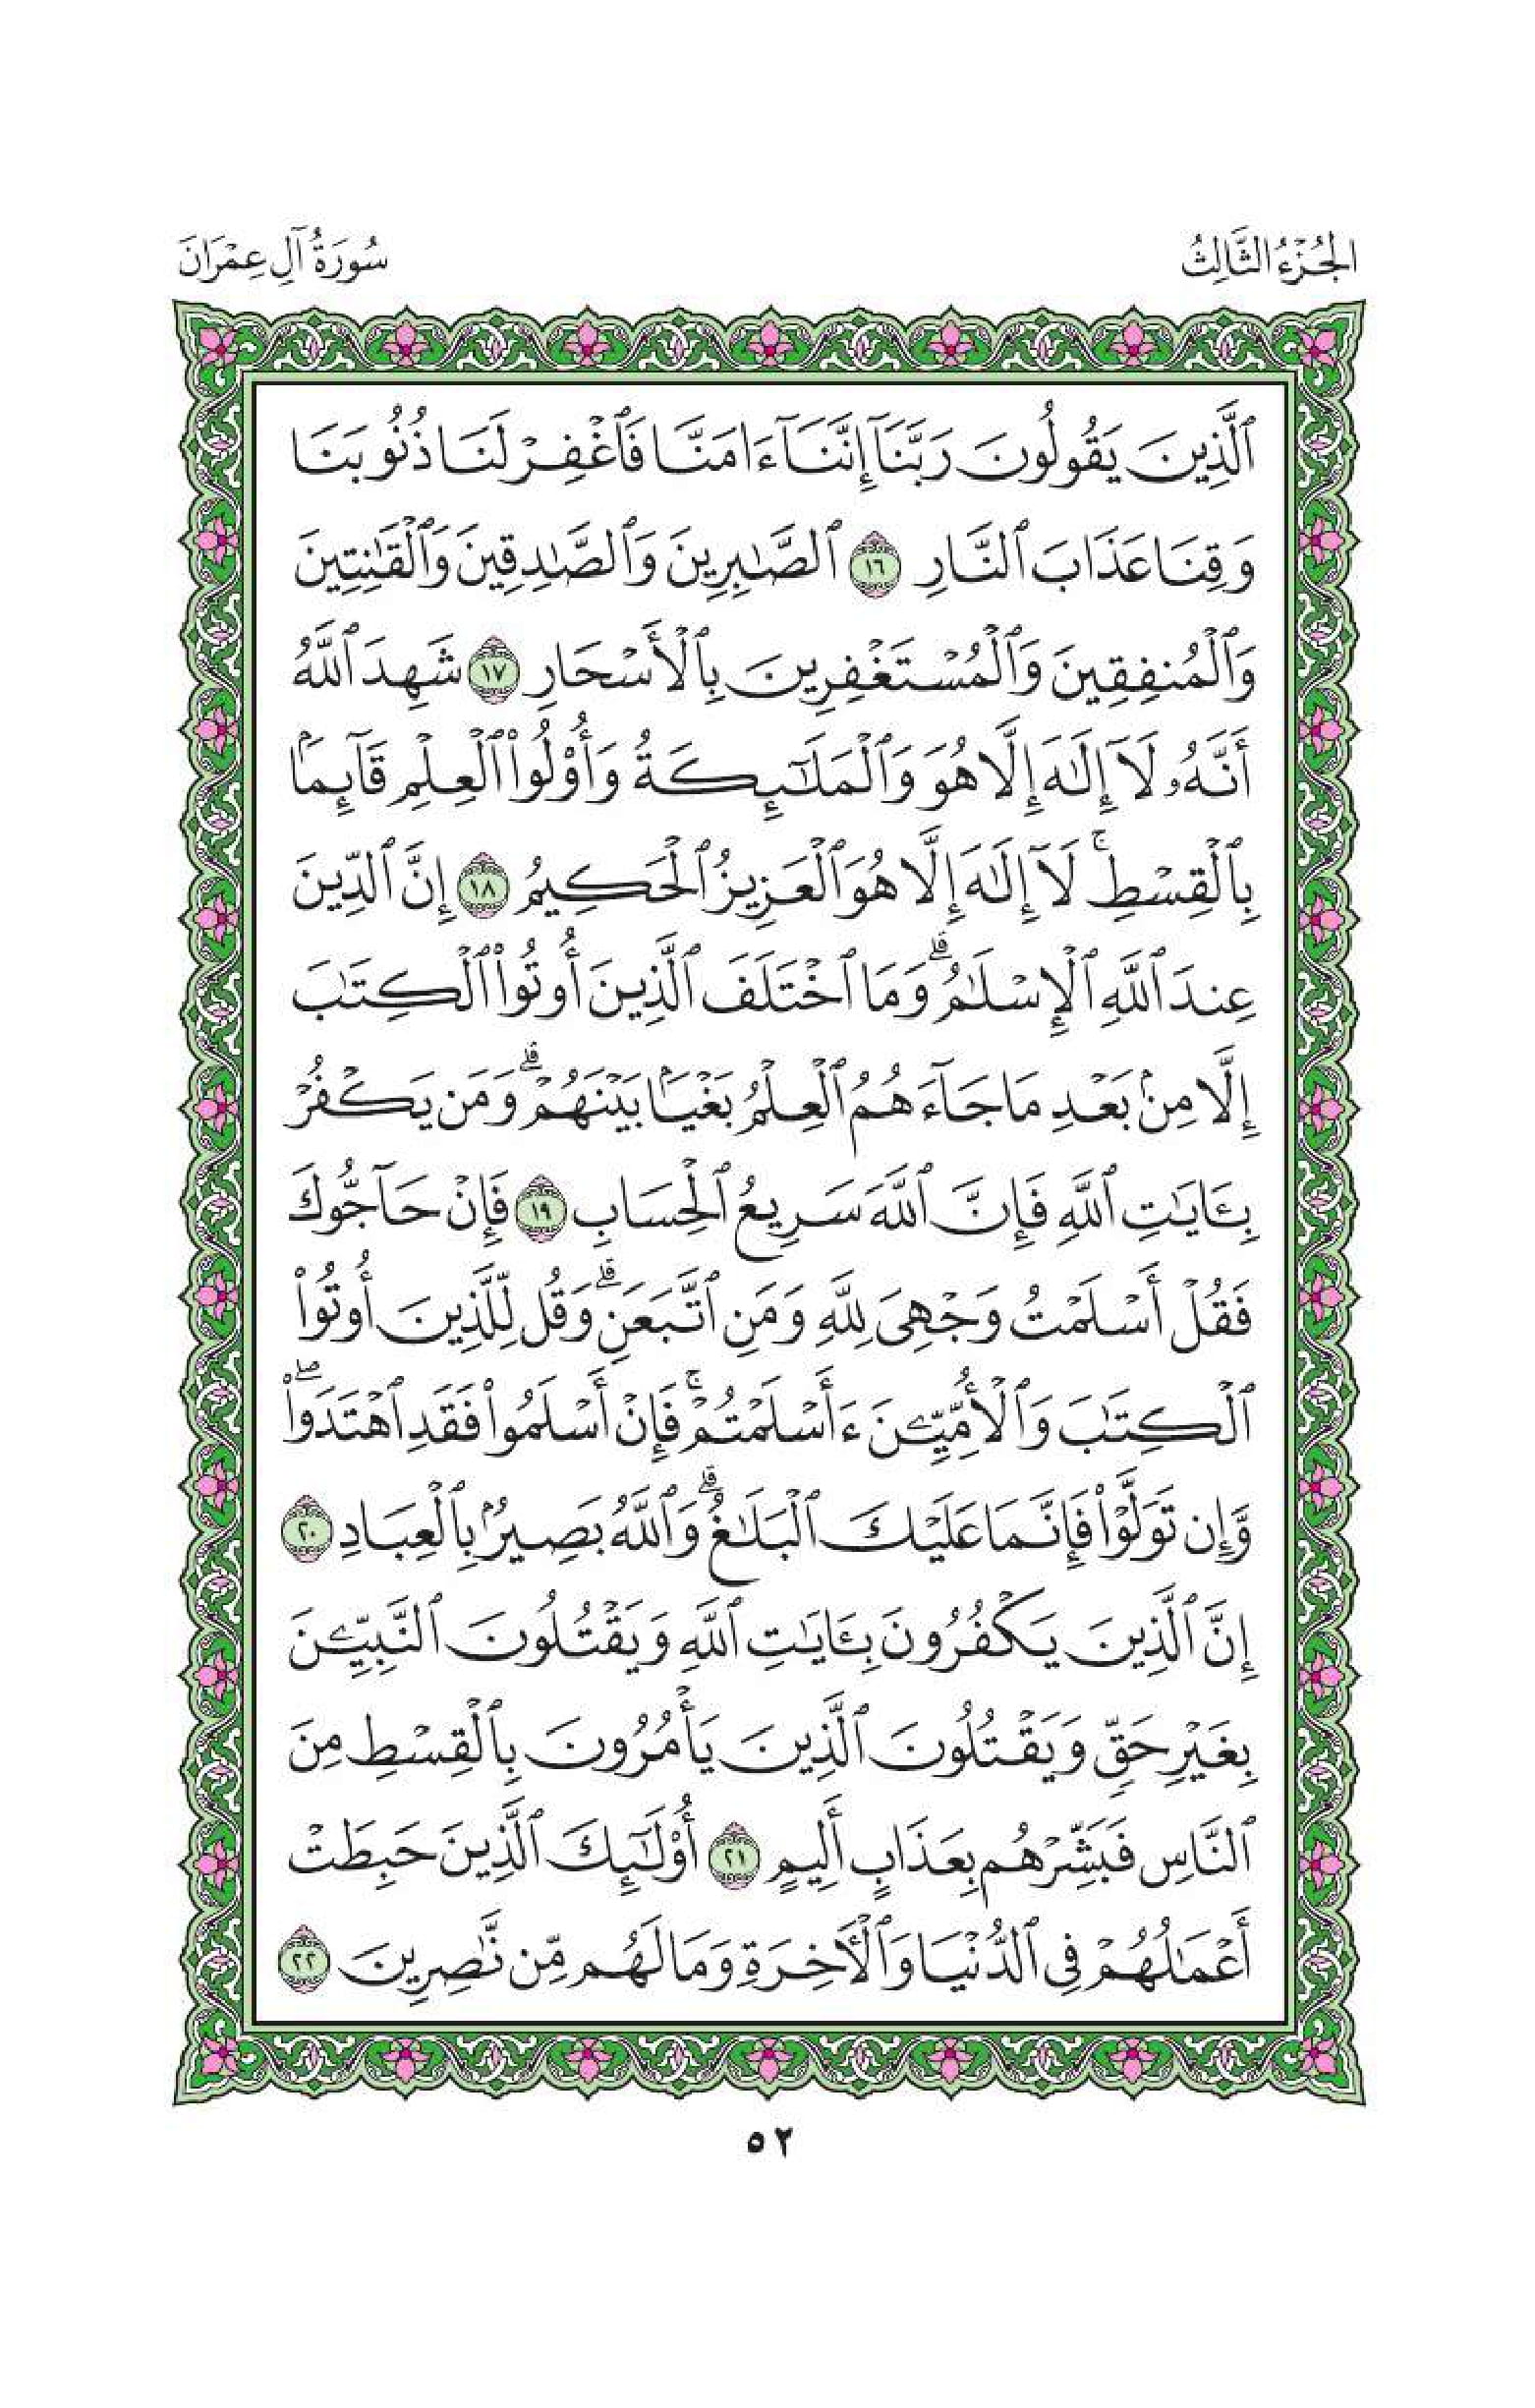 الجُزْءُ الثَّالِثُ
سُورَةُ آلِ عِمْرَانَ
ٱلَّذِينَ يَقُولُونَ رَبَّنَآ إِنَّنَآ ءَامَنَّا فَٱغْفِرْ لَنَا ذُنُوبَنَا
وَقِنَا عَذَابَ ٱلنَّارِ ١٦ ٱلصَّٰبِرِينَ وَٱلصَّٰدِقِينَ وَٱلْقَٰنِتِينَ
وَٱلْمُنفِقِينَ وَٱلْمُسْتَغْفِرِينَ بِٱلْأَسْحَارِ ١٧ شَهِدَ ٱللَّهُ
أَنَّهُۥ لَآ إِلَٰهَ إِلَّا هُوَ وَٱلْمَلَٰٓئِكَةُ وَأُو۟لُوا۟ ٱلْعِلْمِ قَآئِمَۢا
بِٱلْقِسْطِ ۚ لَآ إِلَٰهَ إِلَّا هُوَ ٱلْعَزِيزُ ٱلْحَكِيمُ ١٨ إِنَّ ٱلدِّينَ
عِندَ ٱللَّهِ ٱلْإِسْلَٰمُ ۗ وَمَا ٱخْتَلَفَ ٱلَّذِينَ أُوتُوا۟ ٱلْكِتَٰبَ
إِلَّا مِنۢ بَعْدِ مَا جَآءَهُمُ ٱلْعِلْمُ بَغْيَۢا بَيْنَهُمْ ۗ وَمَن يَكْفُرْ
بِـَٔايَٰتِ ٱللَّهِ فَإِنَّ ٱللَّهَ سَرِيعُ ٱلْحِسَابِ ١٩ فَإِنْ حَآجُّوكَ
فَقُلْ أَسْلَمْتُ وَجْهِىَ لِلَّهِ وَمَنِ ٱتَّبَعَنِ ۗ وَقُل لِّلَّذِينَ أُوتُوا۟
ٱلْكِتَٰبَ وَٱلْأُمِّيِّـۧنَ ءَأَسْلَمْتُمْ ۚ فَإِنْ أَسْلَمُوا۟ فَقَدِ ٱهْتَدَوا۟ ۖ
وَّإِن تَوَلَّوْا۟ فَإِنَّمَا عَلَيْكَ ٱلْبَلَٰغُ ۗ وَٱللَّهُ بَصِيرٌۢ بِٱلْعِبَادِ ٢٠
إِنَّ ٱلَّذِينَ يَكْفُرُونَ بِـَٔايَٰتِ ٱللَّهِ وَيَقْتُلُونَ ٱلنَّبِيِّـۧنَ
بِغَيْرِ حَقٍّ وَيَقْتُلُونَ ٱلَّذِينَ يَأْمُرُونَ بِٱلْقِسْطِ مِنَ
ٱلنَّاسِ فَبَشِّرْهُم بِعَذَابٍ أَلِيمٍ ٢١ أُو۟لَٰٓئِكَ ٱلَّذِينَ حَبِطَتْ
أَعْمَٰلُهُمْ فِى ٱلدُّنْيَا وَٱلْـَٔاخِرَةِ وَمَا لَهُم مِّن نَّٰصِرِينَ ٢٢
٥٢